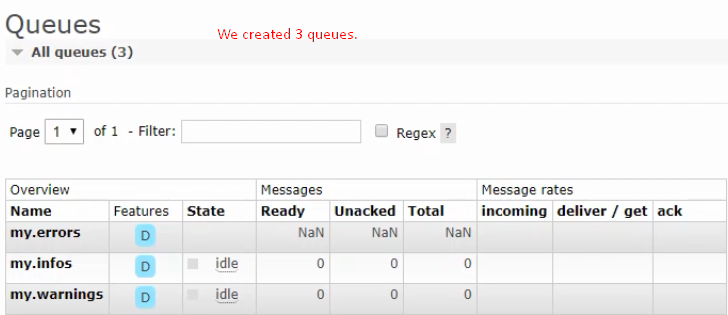 Queues
We created 3 queues.
▼ All queues (3)
Pagination
Page 1 ▼ of 1 - Filter: Regex ?
Overview Messages Message rates
Name Features State Ready Unacked Total incoming deliver / get ack
my.errors D NaN NaN NaN
my.infos D idle 0 0 0
my.warnings D idle 0 0 0